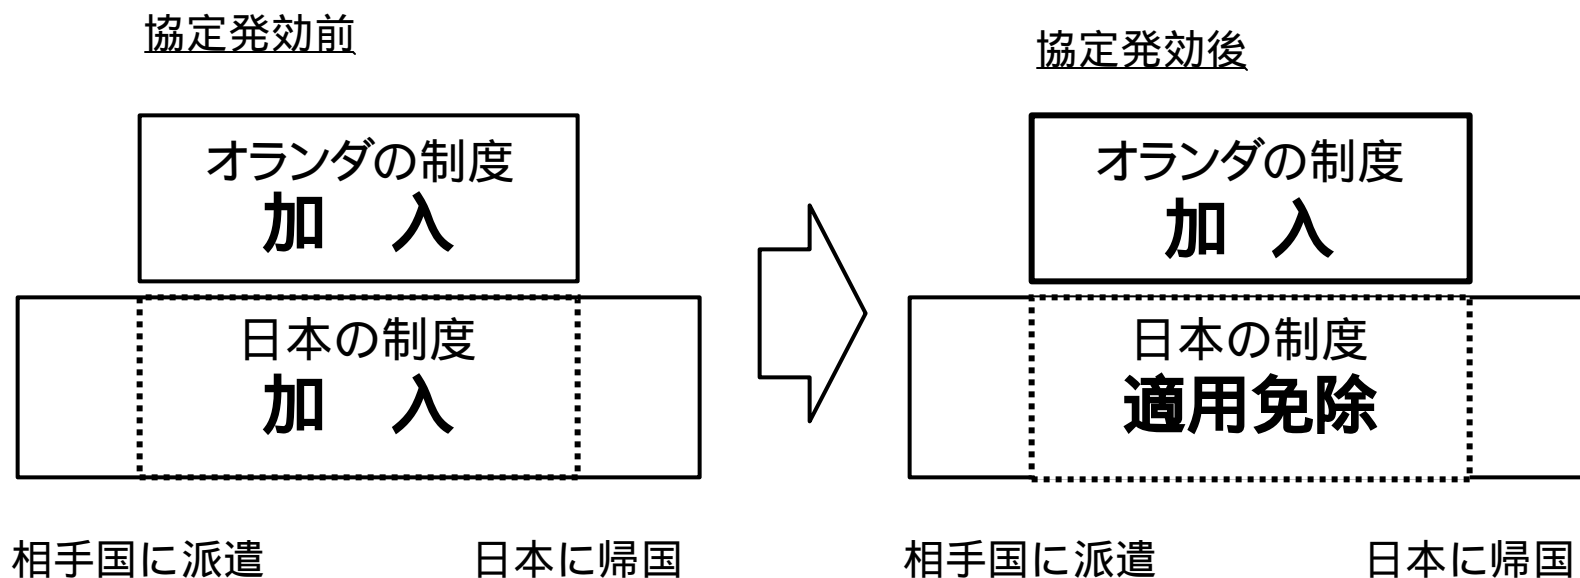 協定発効前
オランダの制度
加 入
日本の制度
加 入
相手国に派遣
日本に帰国
協定発効後
オランダの制度
加 入
日本の制度
適用免除
相手国に派遣
日本に帰国